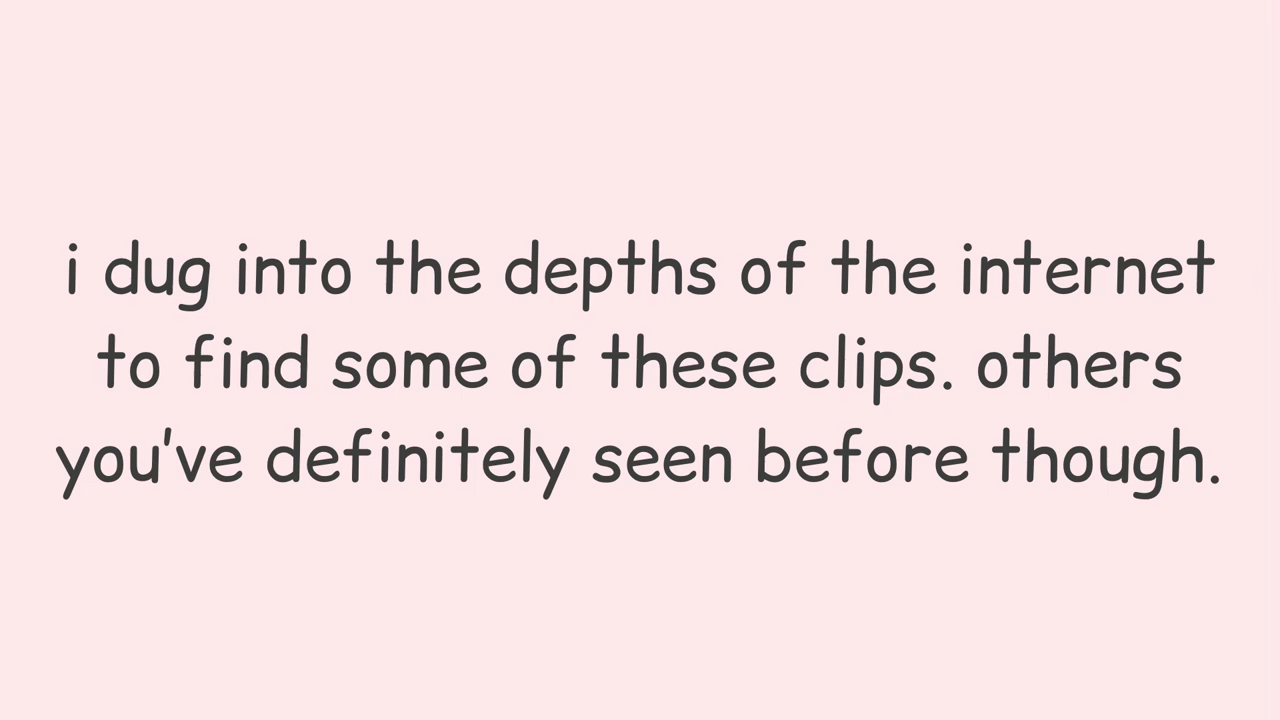 i dug into the depths of the internet
to find some of these clips. others
you've definitely seen before though.